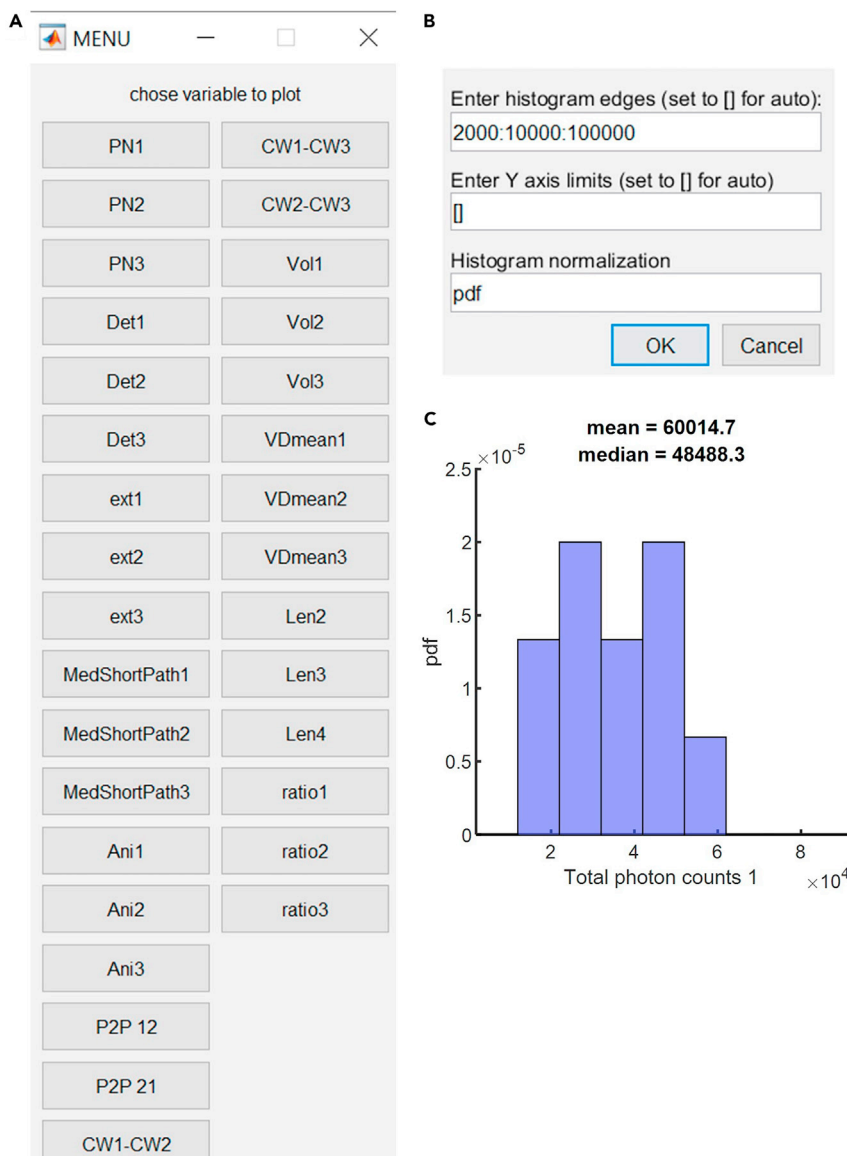 A
MENU
chose variable to plot
PN1
CW1-CW3
PN2
CW2-CW3
PN3
Vol1
Det1
Vol2
Det2
Vol3
Det3
VDmean1
ext1
VDmean2
ext2
VDmean3
ext3
Len2
MedShortPath1
Len3
MedShortPath2
Len4
MedShortPath3
ratio1
Ani1
ratio2
Ani2
ratio3
Ani3
P2P 12
P2P 21
CW1-CW2
B
Enter histogram edges (set to [] for auto):
2000:10000:100000
Enter Y axis limits (set to [] for auto)
[]
Histogram normalization
pdf
OK
Cancel
C
mean = 60014.7
median = 48488.3
×10⁻⁵
2.5
2
1.5
1
0.5
0
pdf
2 4 6 8
Total photon counts 1
×10⁴